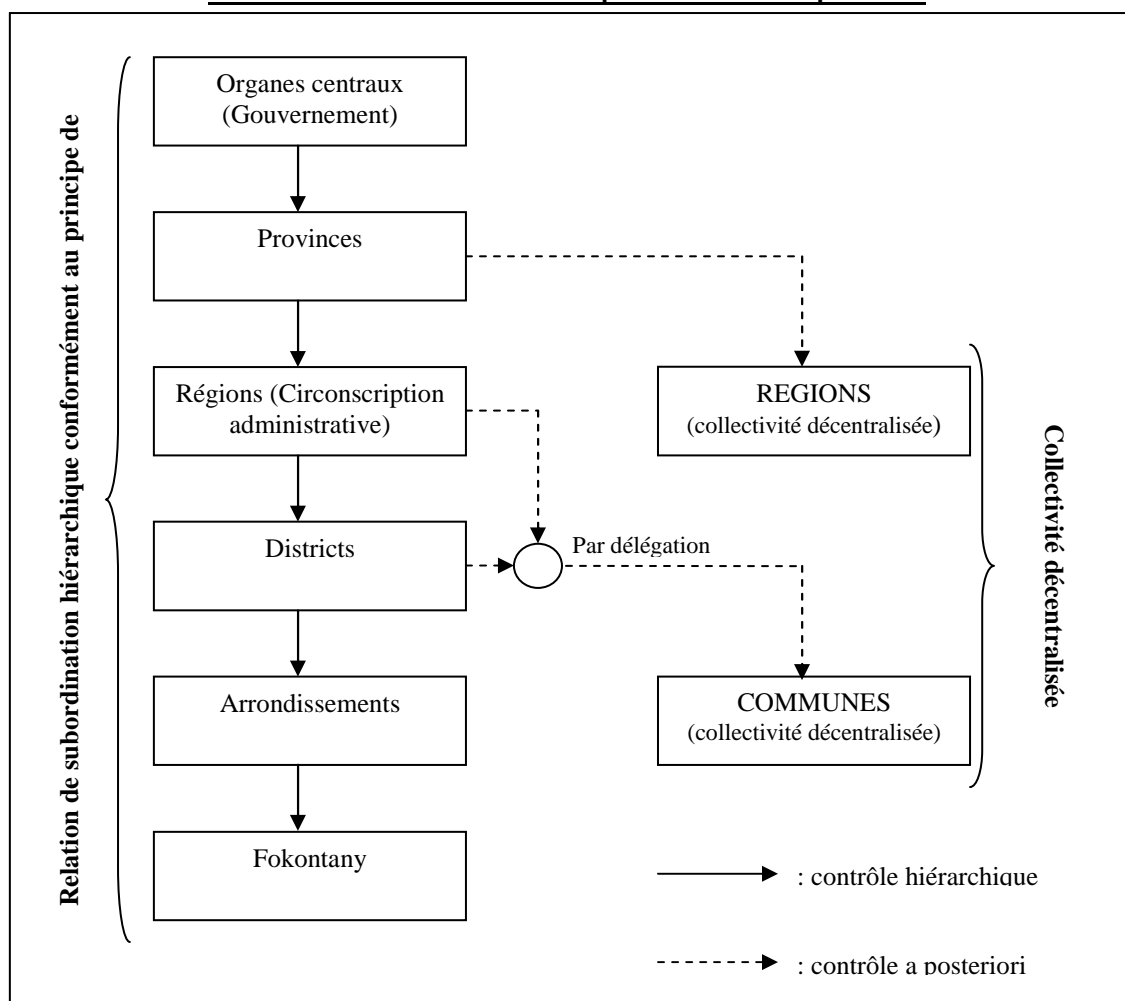 Organes centraux
(Gouvernement)
Provinces
Régions (Circonscription
administrative)
REGIONS
(collectivité décentralisée)
Districts
Par délégation
Arrondissements
COMMUNES
(collectivité décentralisée)
Fokontany
: contrôle hiérarchique
: contrôle a posteriori
Relation de subordination hiérarchique conformément au principe de
Collectivité décentralisée